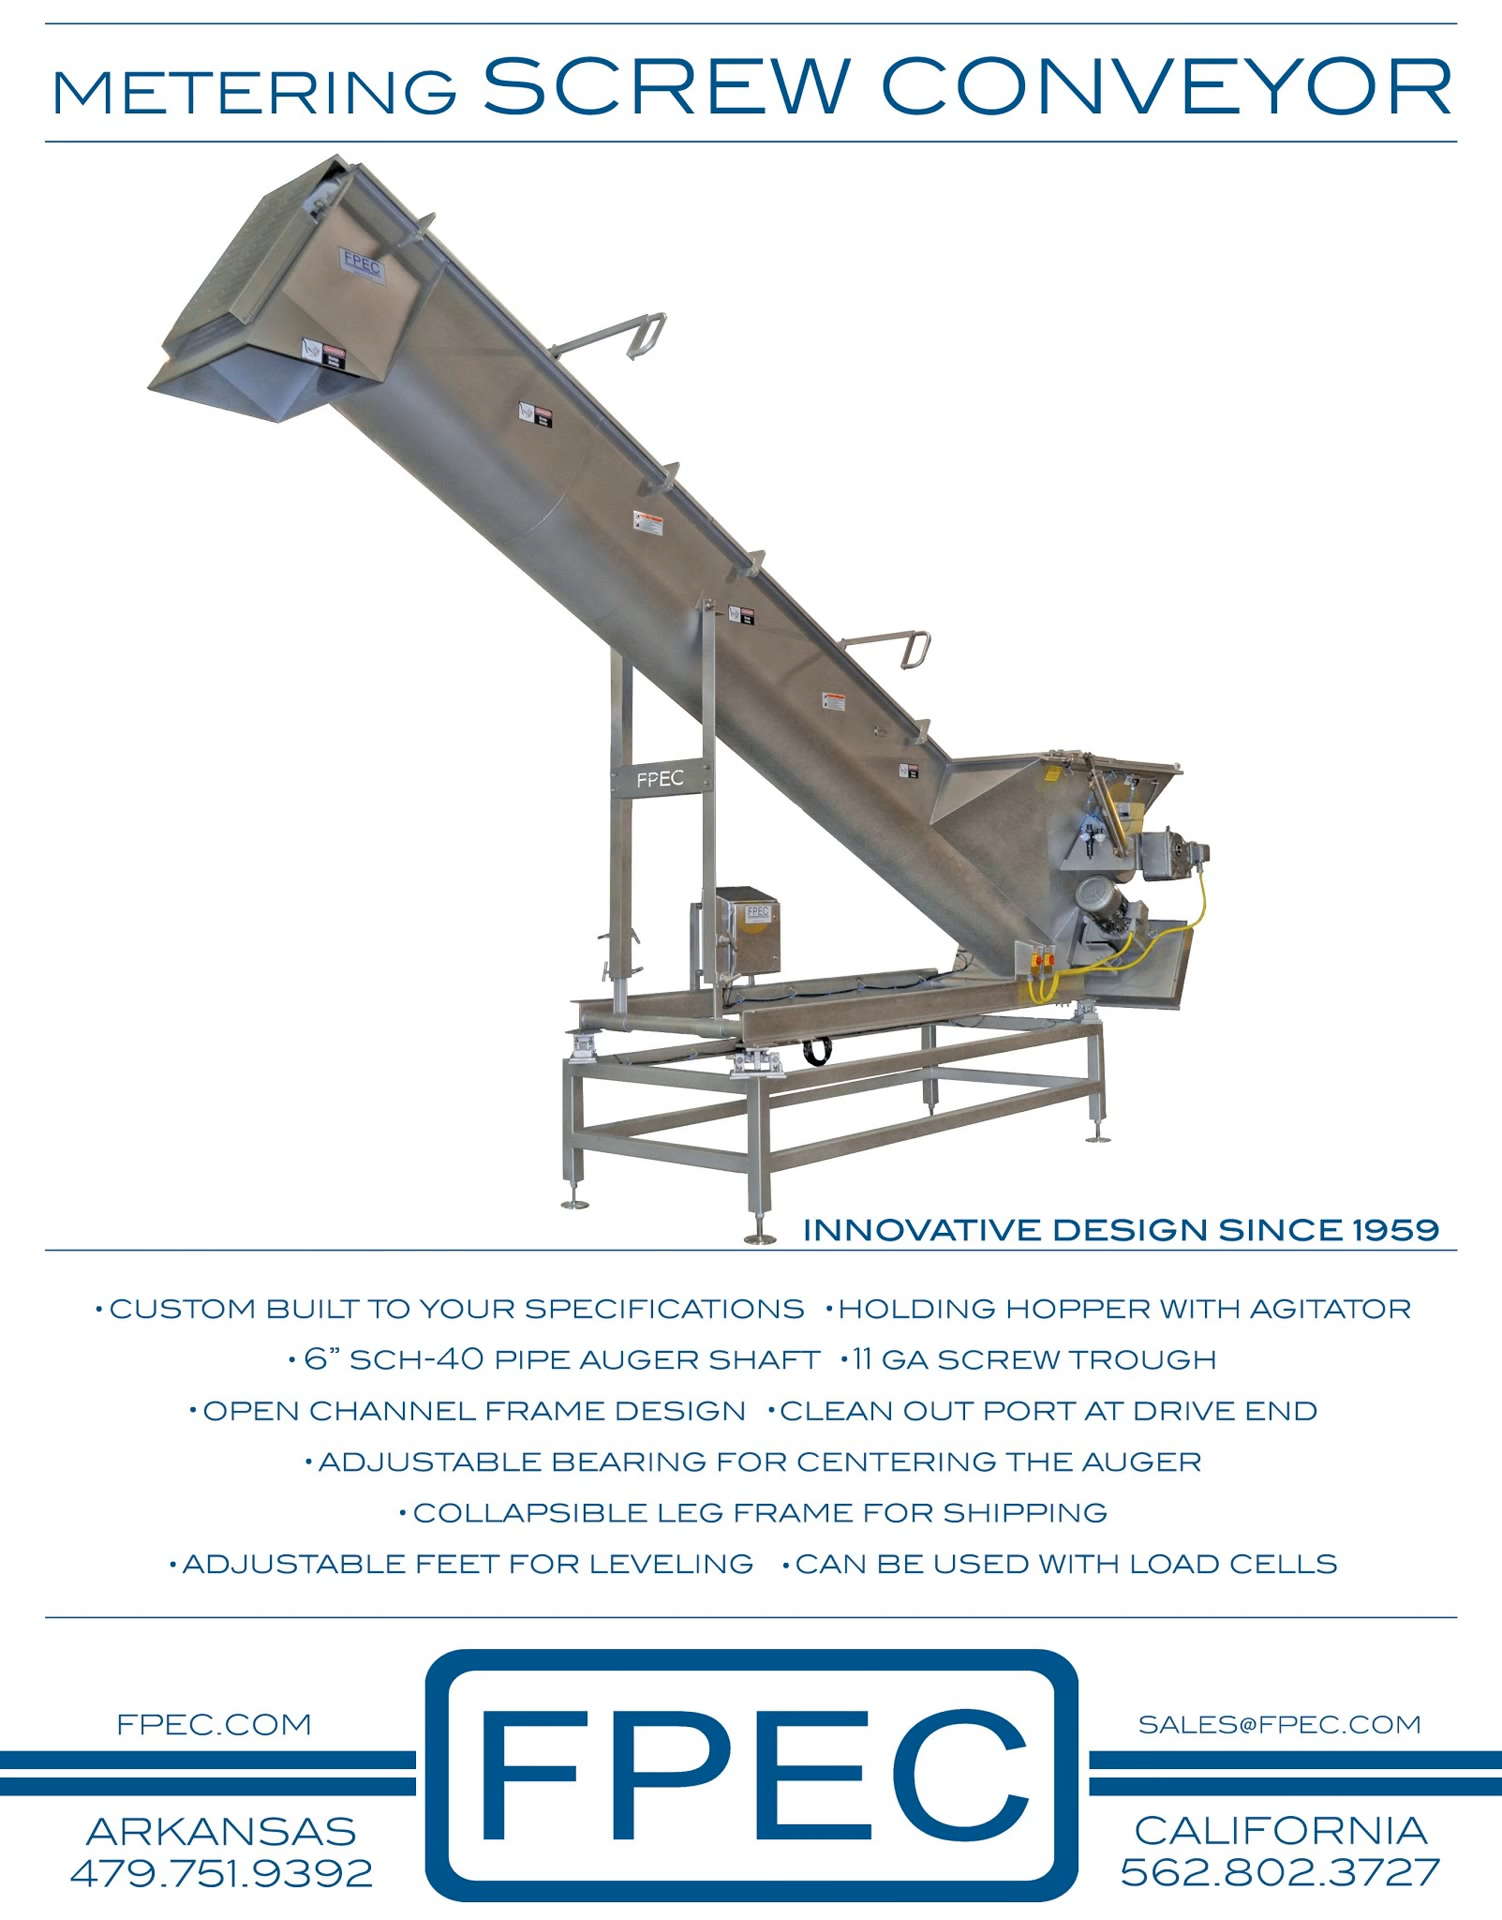 METERING SCREW CONVEYOR
FPEC
FPEC
FPEC
INNOVATIVE DESIGN SINCE 1959
•CUSTOM BUILT TO YOUR SPECIFICATIONS •HOLDING HOPPER WITH AGITATOR
•6” SCH-40 PIPE AUGER SHAFT •11 GA SCREW TROUGH
•OPEN CHANNEL FRAME DESIGN •CLEAN OUT PORT AT DRIVE END
•ADJUSTABLE BEARING FOR CENTERING THE AUGER
•COLLAPSIBLE LEG FRAME FOR SHIPPING
•ADJUSTABLE FEET FOR LEVELING •CAN BE USED WITH LOAD CELLS
FPEC.COM
ARKANSAS
479.751.9392
FPEC
SALES@FPEC.COM
CALIFORNIA
562.802.3727